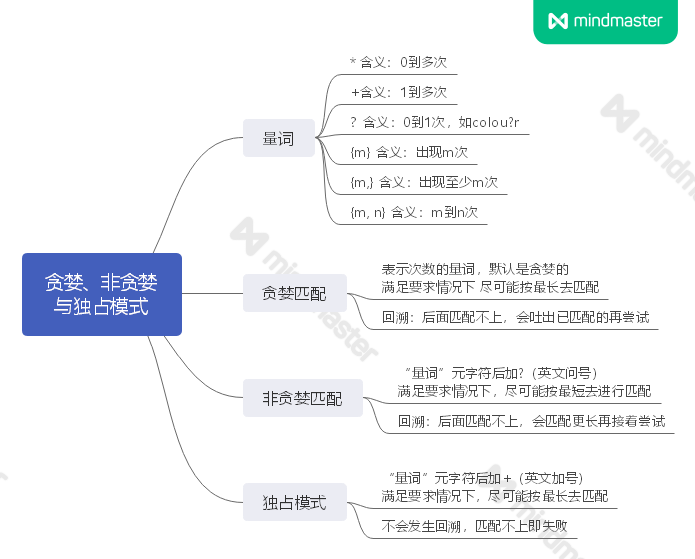 mindmaster
* 含义：0到多次
+含义：1到多次
? 含义：0到1次，如colou?r
量词
{m} 含义：出现m次
{m,} 含义：出现至少m次
{m, n} 含义：m到n次
贪婪、非贪婪
与独占模式
贪婪匹配
表示次数的量词，默认是贪婪的
满足要求情况下 尽可能按最长去匹配
回溯：后面匹配不上，会吐出已匹配的再尝试
非贪婪匹配
“量词”元字符后加?（英文问号）
满足要求情况下，尽可能按最短去进行匹配
回溯：后面匹配不上，会匹配更长再接着尝试
独占模式
“量词”元字符后加+（英文加号）
满足要求情况下，尽可能按最长去匹配
不会发生回溯，匹配不上即失败
mindmaster
mindma
mindma